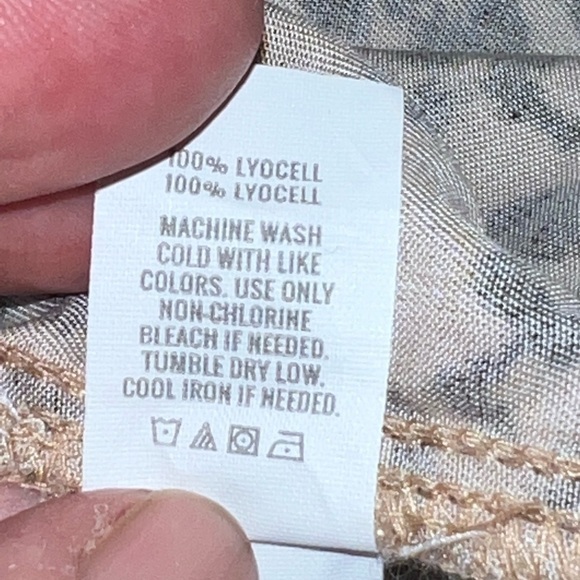 100% LYOCELL
100% LYOCELL
MACHINE WASH
COLD WITH LIKE
COLORS. USE ONLY
NON-CHLORINE
BLEACH IF NEEDED.
TUMBLE DRY LOW.
COOL IRON IF NEEDED.